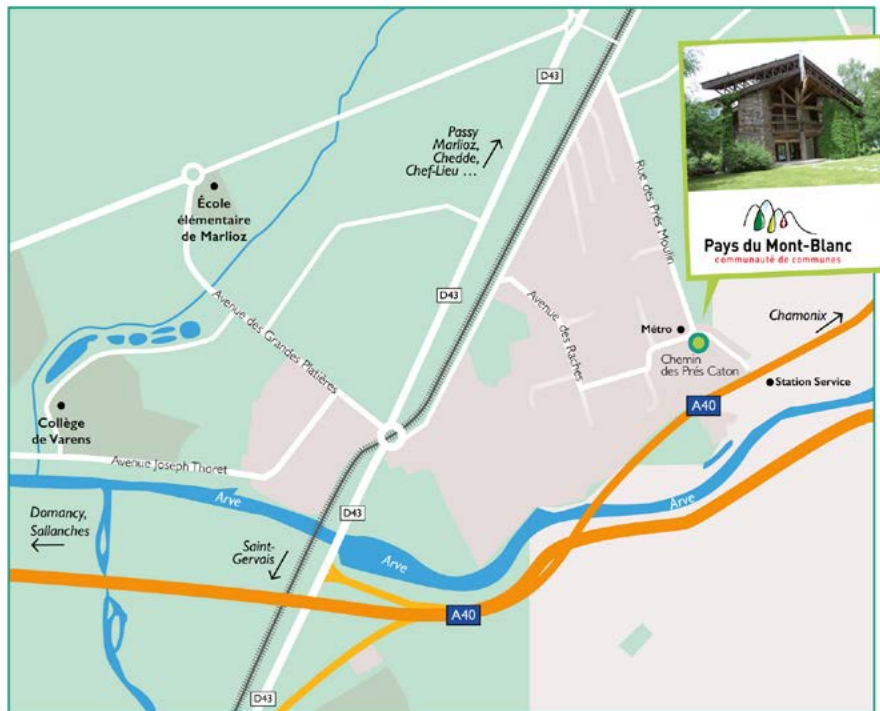 D43
D43
Passy
Marlioz,
Chedde,
Chef-Lieu ...
École
élémentaire
de Marlioz
Rue des Prés Moulin
Pays du Mont-Blanc
communauté de communes
D43
Avenue des Grandes Platières
Avenue des Raches
Métro
Chamonix
Chemin
des Prés Caton
Station Service
A40
Collège
de Varens
Avenue Joseph Thoret
Arve
Arve
Domancy,
Sallanches
D43
Saint-
Gervais
Arve
A40
D43